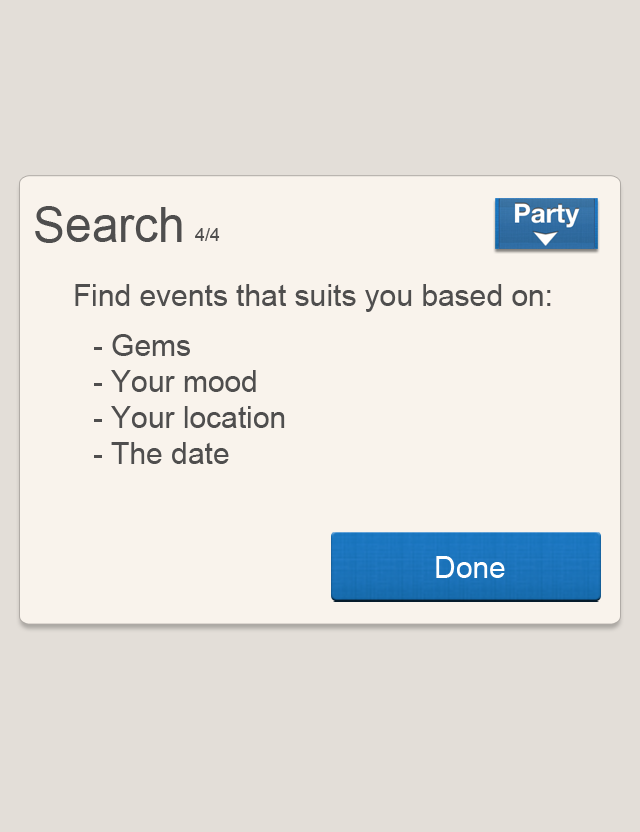 Search 4/4
Party
Find events that suits you based on:
- Gems
- Your mood
- Your location
- The date
Done